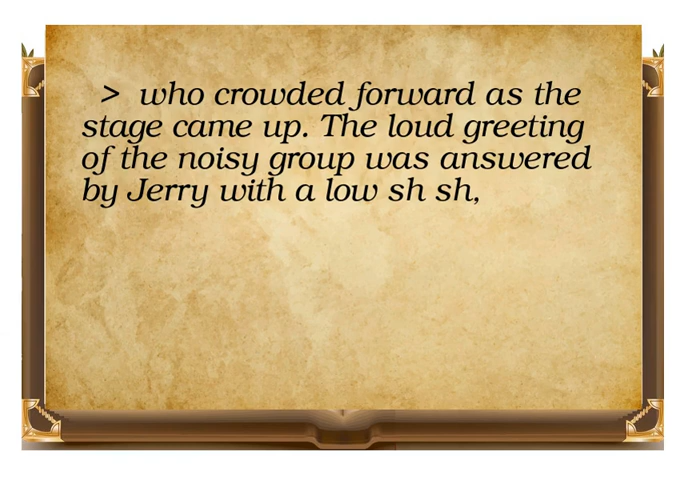 > who crowded forward as the
stage came up. The loud greeting
of the noisy group was answered
by Jerry with a low sh sh,